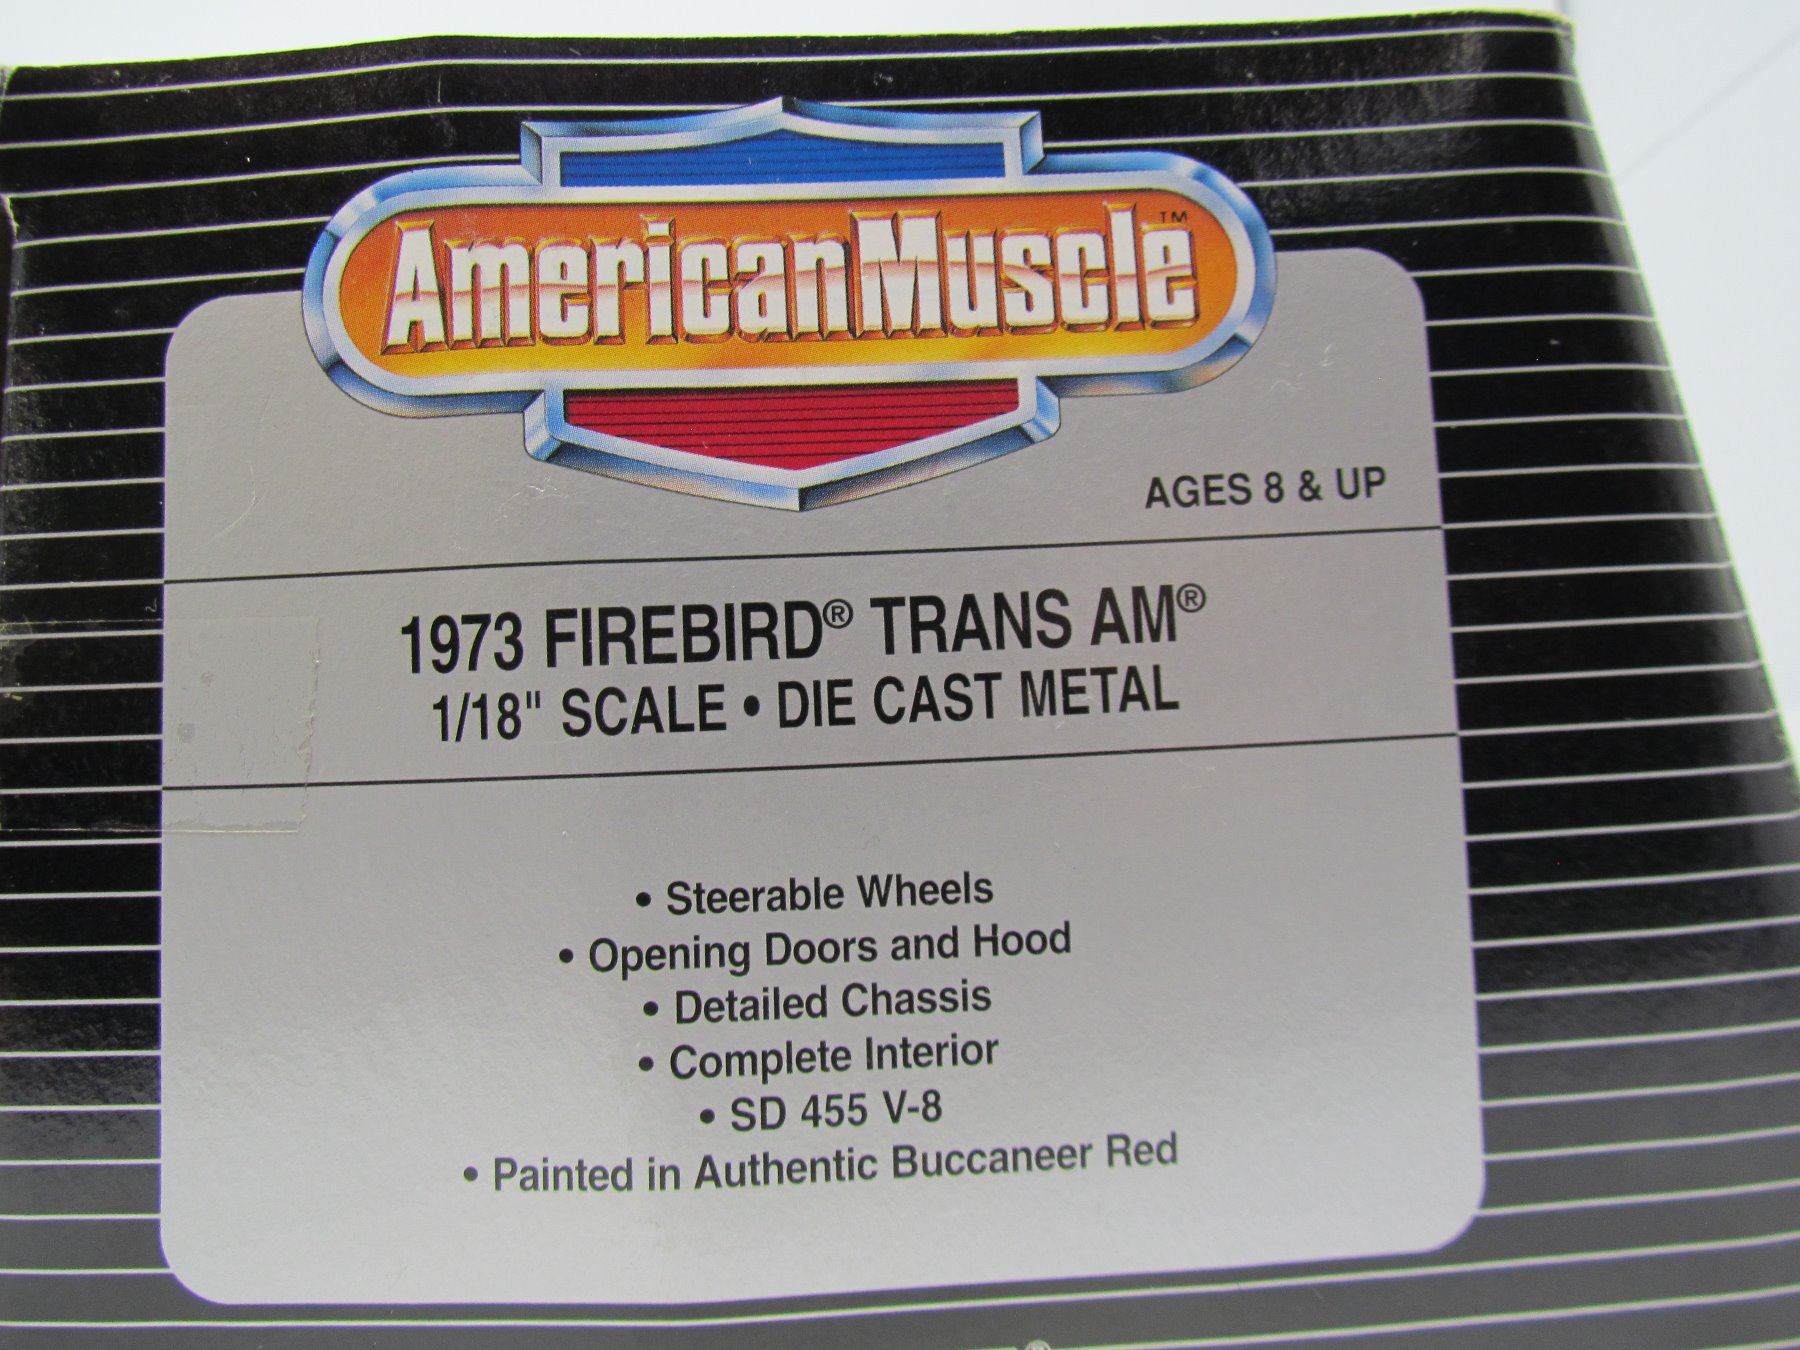 AmericanMuscle™
AGES 8 & UP
1973 FIREBIRD® TRANS AM®
1/18" SCALE • DIE CAST METAL
• Steerable Wheels
• Opening Doors and Hood
• Detailed Chassis
• Complete Interior
• SD 455 V-8
• Painted in Authentic Buccaneer Red
®